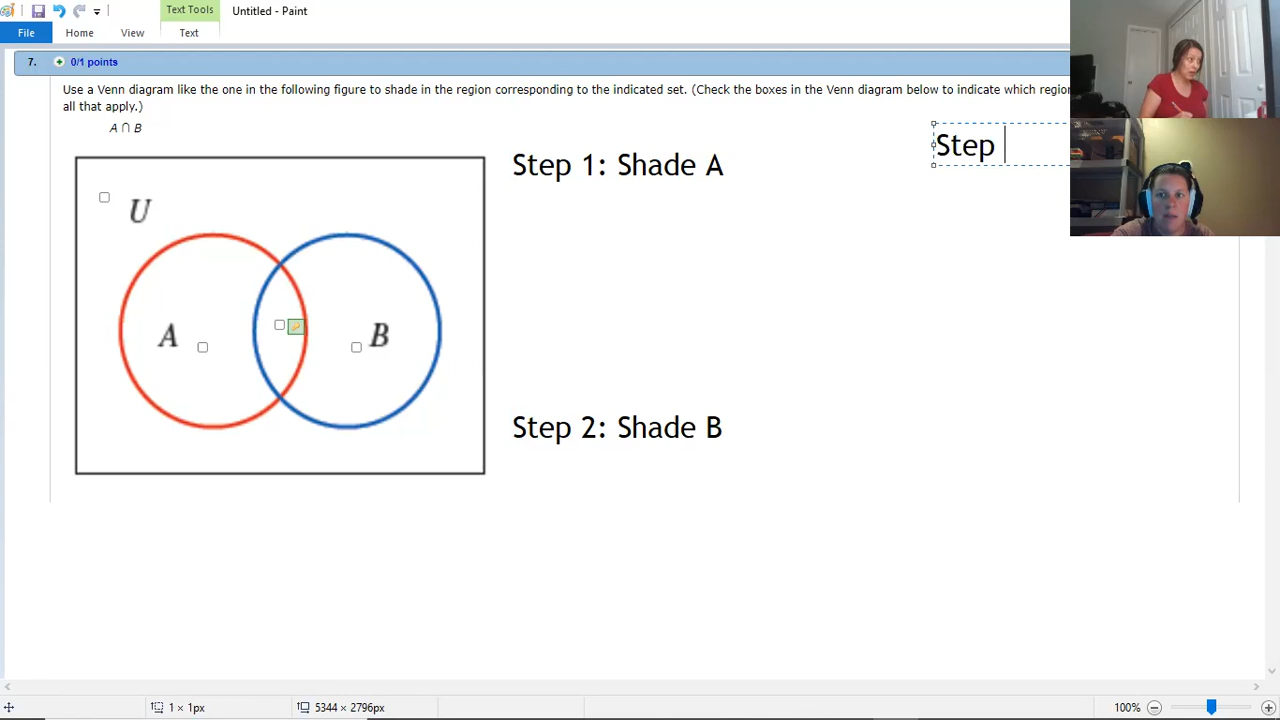 Text Tools
Untitled - Paint
File
Home
View
Text
7.
0/1 points
Use a Venn diagram like the one in the following figure to shade in the region corresponding to the indicated set. (Check the boxes in the Venn diagram below to indicate which
all that apply.)
A ∩ B
U
A
B
Step 1: Shade A
Step 2: Shade B
Step
1 × 1px
5344 × 2796px
100%